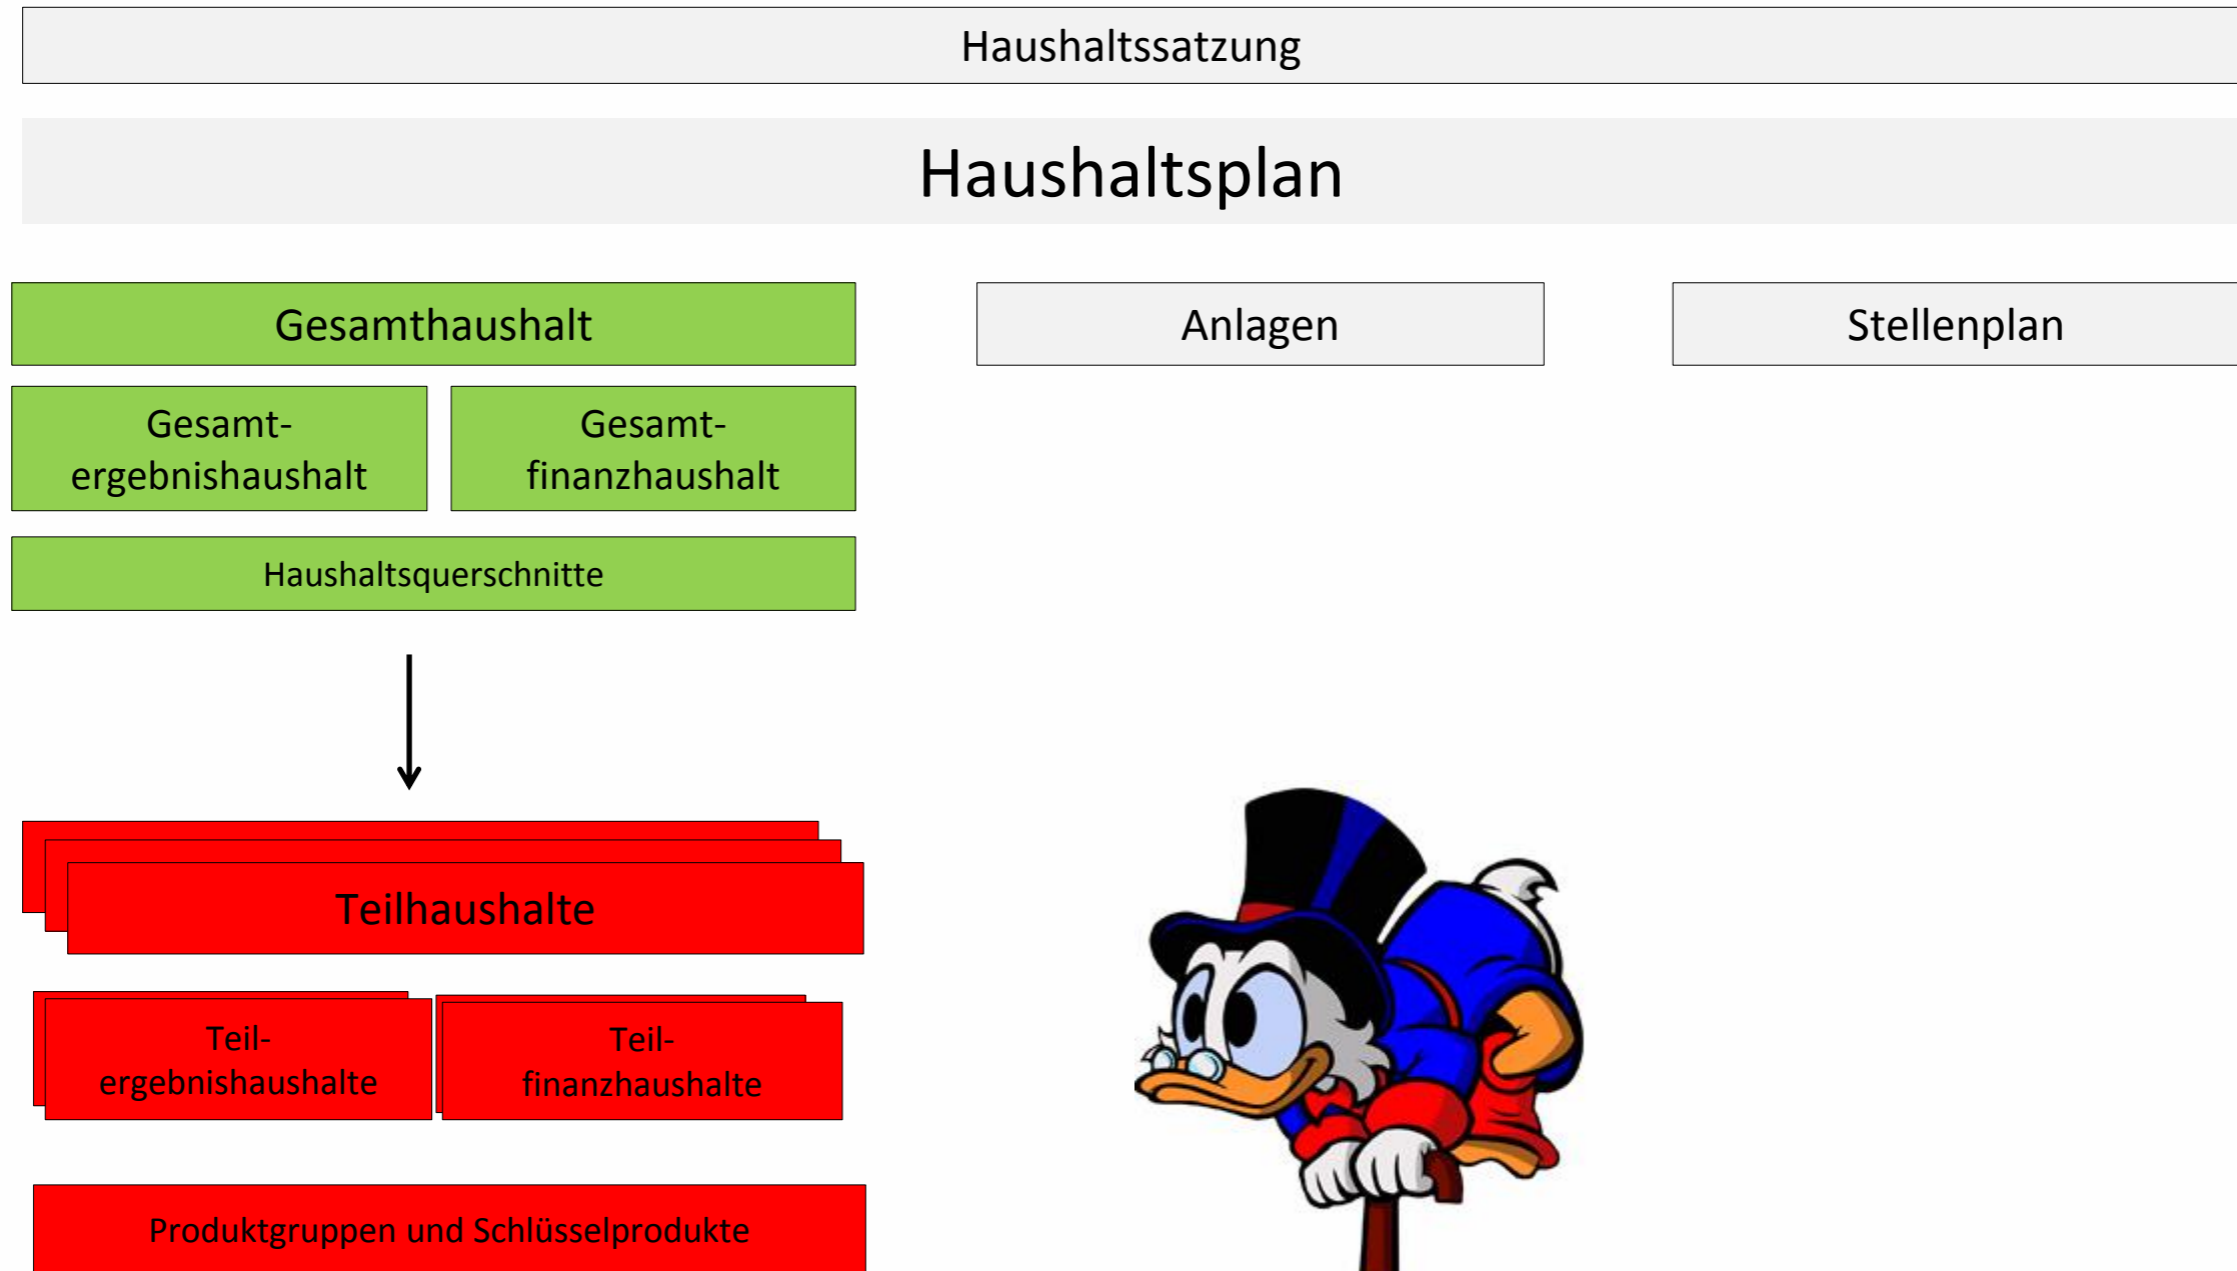 Haushaltssatzung
Haushaltsplan
Gesamthaushalt
Anlagen
Stellenplan
Gesamt-
ergebnishaushalt
Gesamt-
finanzhaushalt
Haushaltsquerschnitte
Teilhaushalte
Teil-
ergebnishaushalte
Teil-
finanzhaushalte
Produktgruppen und Schlüsselprodukte